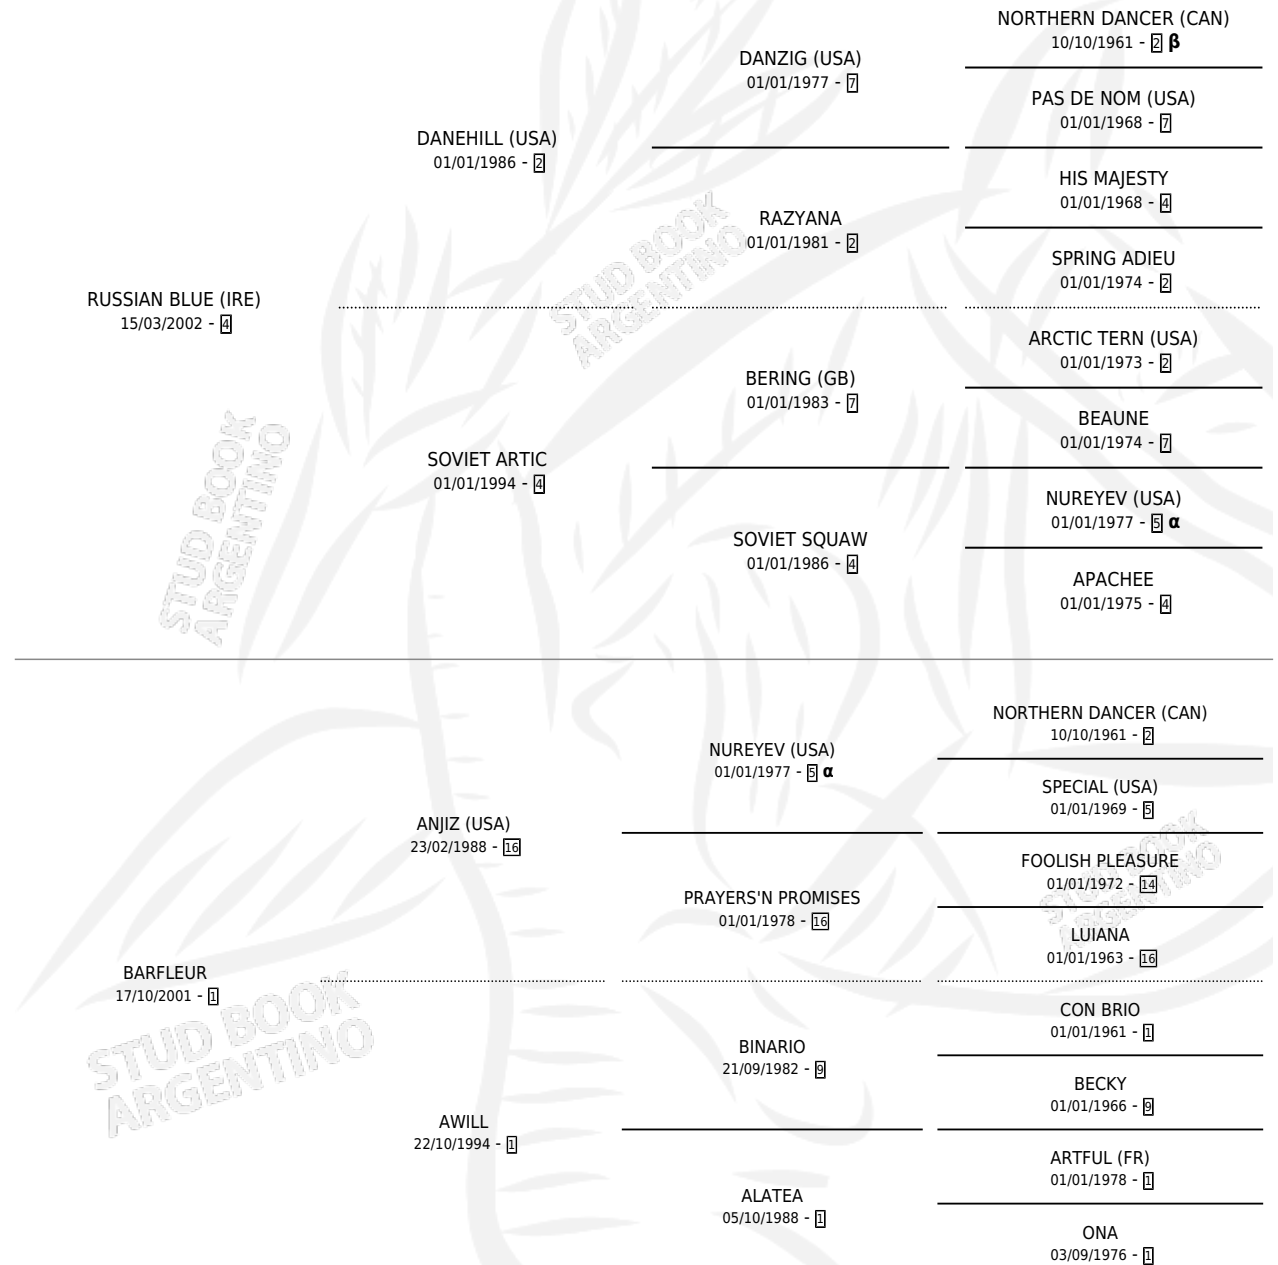 NORTHERN DANCER (CAN)
10/10/1961 - 2 β
DANZIG (USA)
01/01/1977 - 7
PAS DE NOM (USA)
01/01/1968 - 7
DANEHILL (USA)
01/01/1986 - 2
HIS MAJESTY
01/01/1968 - 4
RAZYANA
01/01/1981 - 2
SPRING ADIEU
01/01/1974 - 2
RUSSIAN BLUE (IRE)
15/03/2002 - 4
ARCTIC TERN (USA)
01/01/1973 - 2
BERING (GB)
01/01/1983 - 7
BEAUNE
01/01/1974 - 7
SOVIET ARTIC
01/01/1994 - 4
NUREYEV (USA)
01/01/1977 - 5 α
SOVIET SQUAW
01/01/1986 - 4
APACHEE
01/01/1975 - 4
NORTHERN DANCER (CAN)
10/10/1961 - 2
NUREYEV (USA)
01/01/1977 - 5 α
SPECIAL (USA)
01/01/1969 - 5
ANJIZ (USA)
23/02/1988 - 16
FOOLISH PLEASURE
01/01/1972 - 14
PRAYERS'N PROMISES
01/01/1978 - 16
LUIANA
01/01/1963 - 16
BARFLEUR
17/10/2001 - 1
CON BRIO
01/01/1961 - 1
BINARIO
21/09/1982 - 9
BECKY
01/01/1966 - 9
AWILL
22/10/1994 - 1
ARTFUL (FR)
01/01/1978 - 1
ALATEA
05/10/1988 - 1
ONA
03/09/1976 - 1
STUD BOOK
ARGENTINO
STUD BOOK
ARGENTINO
STUD BOOK
ARGENTINO
STUD BOOK
ARGENTINO